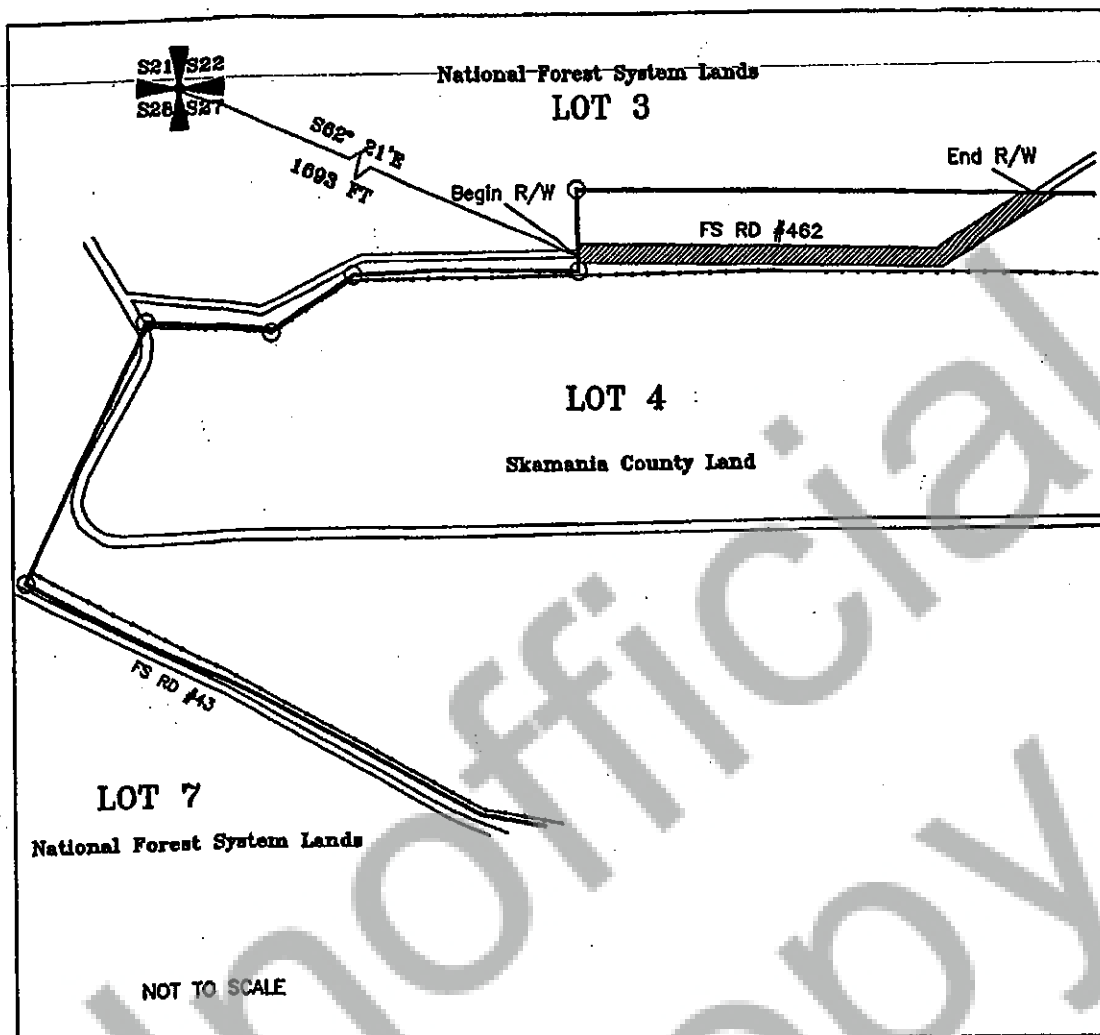 S21 S22
S28 S27
National Forest System Lands
LOT 3
S62° 21'E
1693 FT
Begin R/W
End R/W
FS RD #462
LOT 4
Skamania County Land
FS RD #43
LOT 7
National Forest System Lands
NOT TO SCALE
Unofficial
Copy